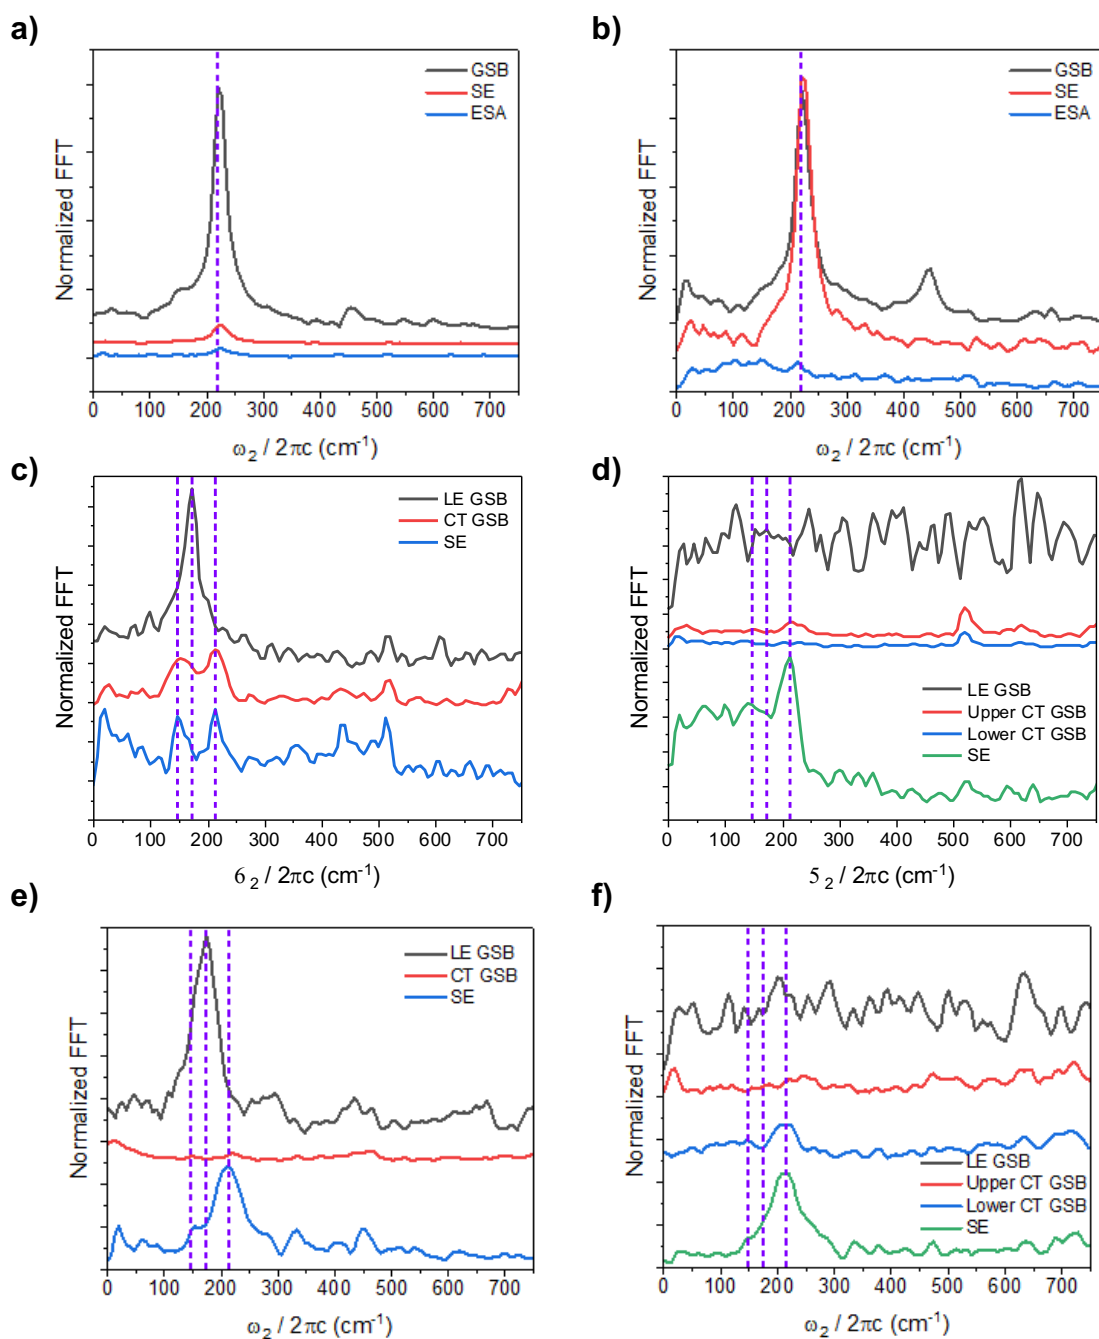 a)
GSB
SE
ESA
Normalized FFT
0 100 200 300 400 500 600 700
ω₂ / 2πc (cm⁻¹)
b)
GSB
SE
ESA
Normalized FFT
0 100 200 300 400 500 600 700
ω₂ / 2πc (cm⁻¹)
c)
LE GSB
CT GSB
SE
Normalized FFT
0 100 200 300 400 500 600 700
6₂ / 2πc (cm⁻¹)
d)
LE GSB
Upper CT GSB
Lower CT GSB
SE
Normalized FFT
0 100 200 300 400 500 600 700
5₂ / 2πc (cm⁻¹)
e)
LE GSB
CT GSB
SE
Normalized FFT
0 100 200 300 400 500 600 700
ω₂ / 2πc (cm⁻¹)
f)
LE GSB
Upper CT GSB
Lower CT GSB
SE
Normalized FFT
0 100 200 300 400 500 600 700
ω₂ / 2πc (cm⁻¹)